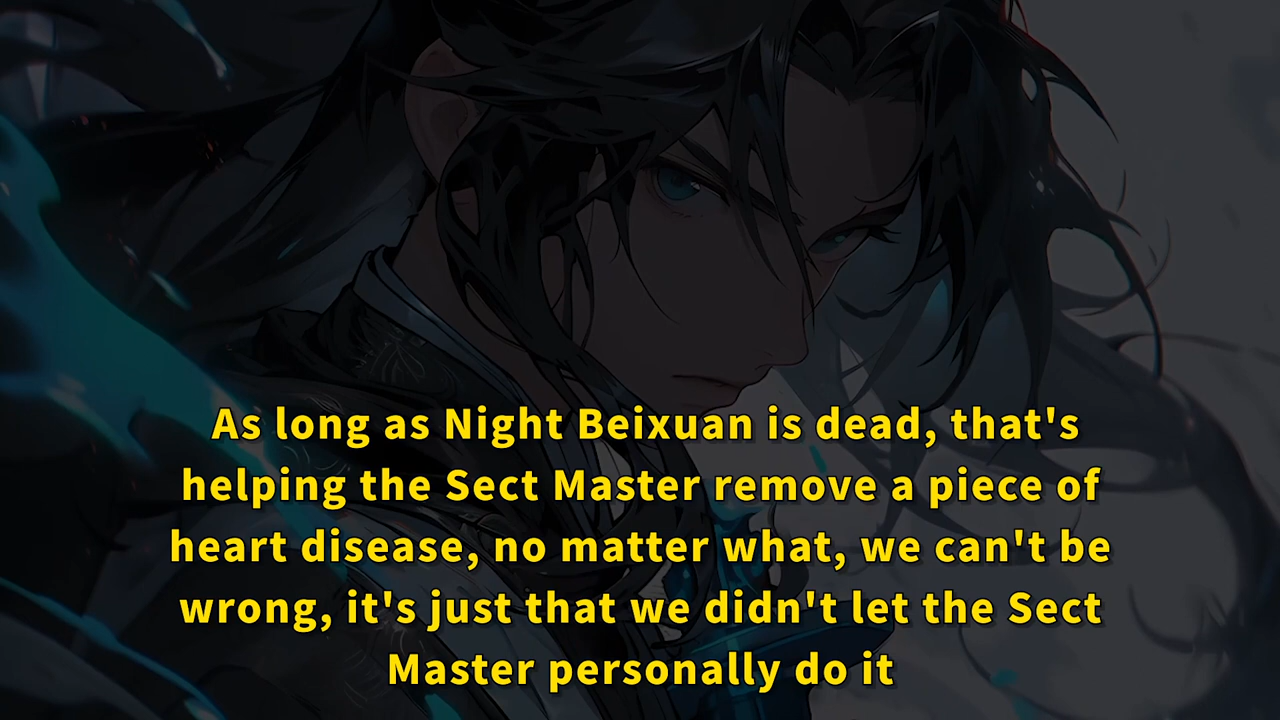 As long as Night Beixuan is dead, that's
helping the Sect Master remove a piece of
heart disease, no matter what, we can't be
wrong, it's just that we didn't let the Sect
Master personally do it